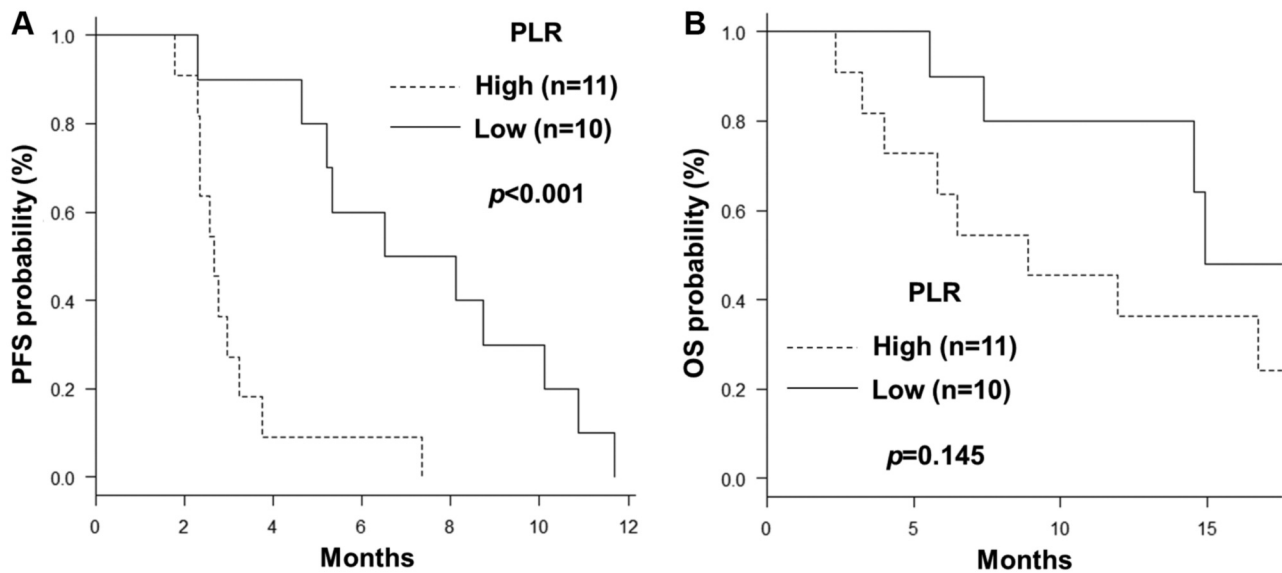 A
PFS probability (%)
1.0
0.8
0.6
0.4
0.2
0.0
PLR
High (n=11)
Low (n=10)
p<0.001
0 2 4 6 8 10 12
Months
B
OS probability (%)
1.0
0.8
0.6
0.4
0.2
0.0
PLR
High (n=11)
Low (n=10)
p=0.145
0 5 10 15
Months